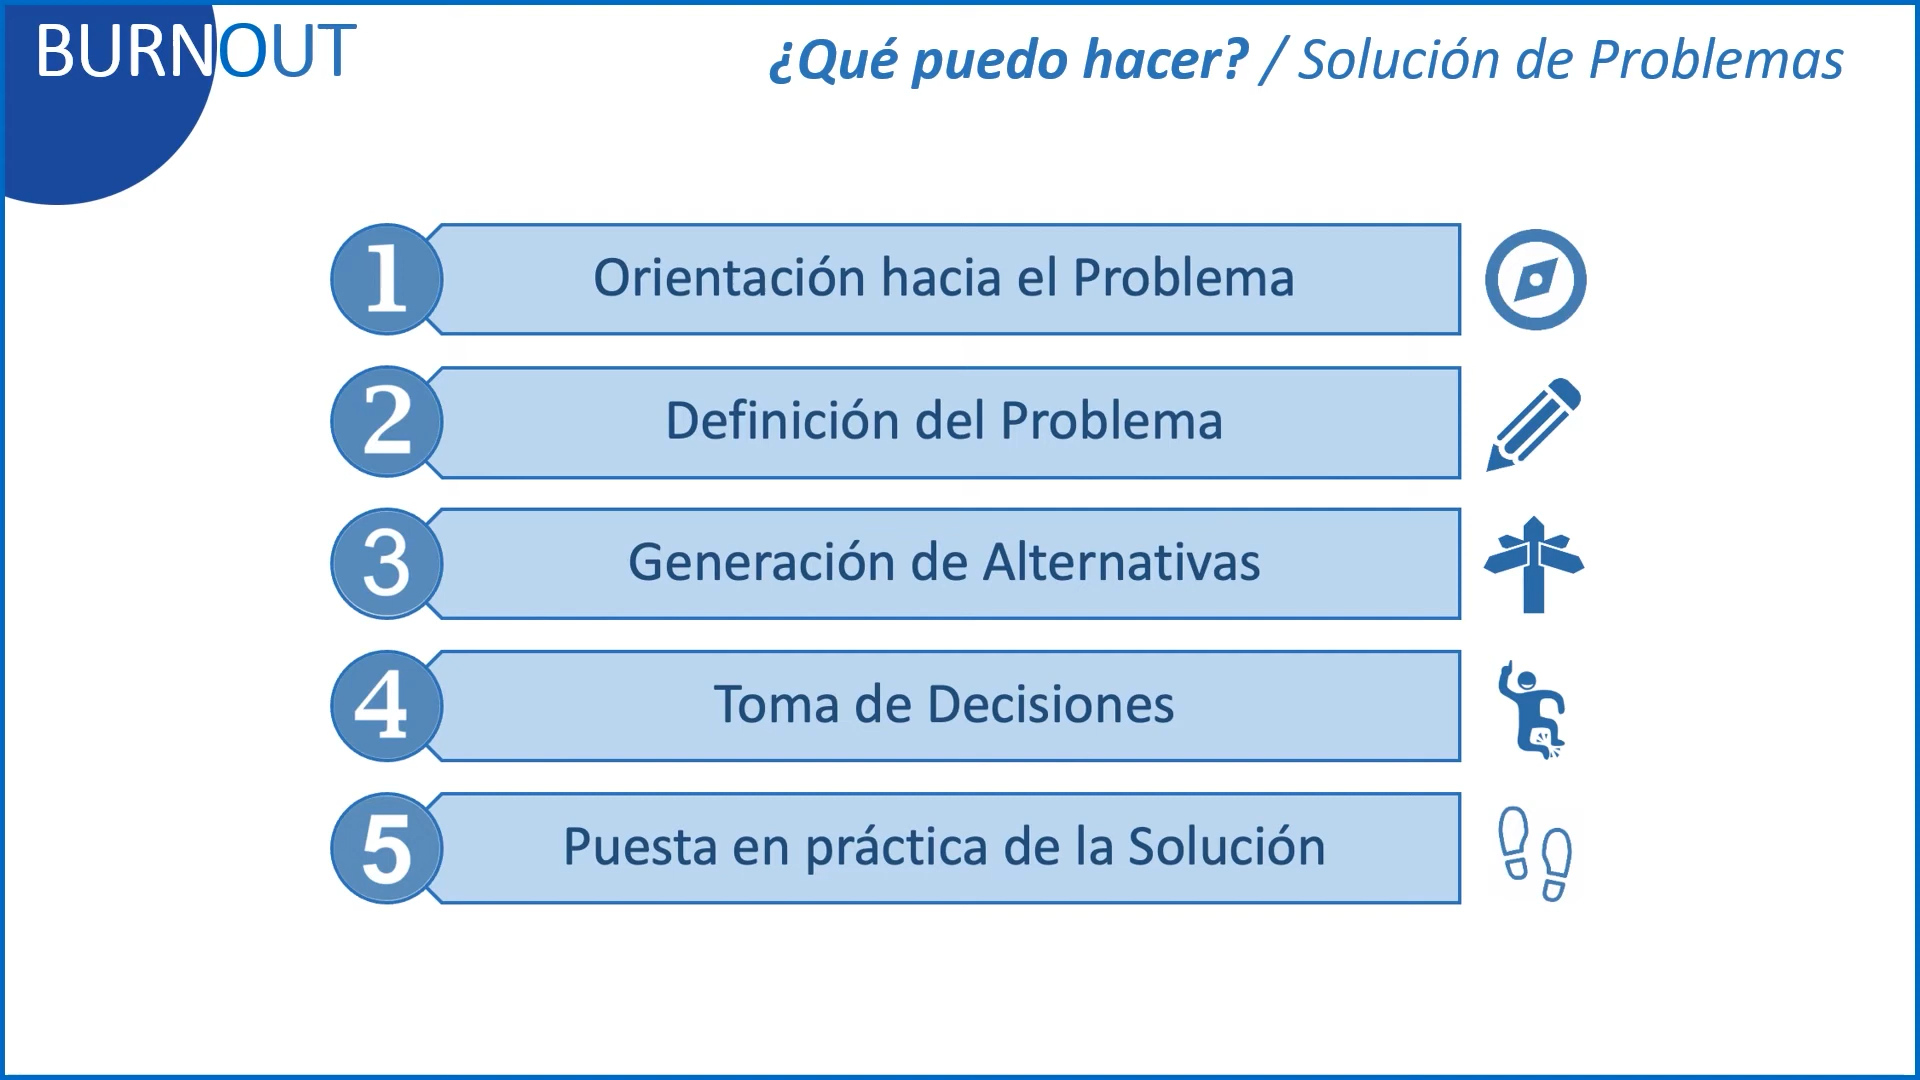 BURNOUT
¿Qué puedo hacer? / Solución de Problemas
1 Orientación hacia el Problema
2 Definición del Problema
3 Generación de Alternativas
4 Toma de Decisiones
5 Puesta en práctica de la Solución